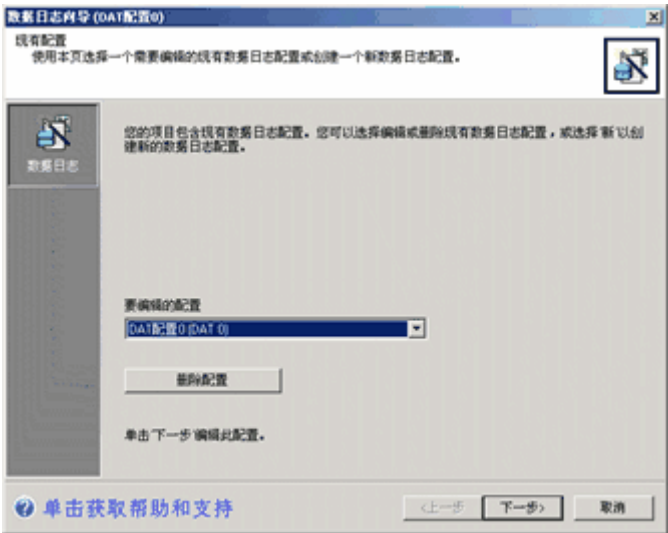 数据日志向导 (DAT配置0)
现有配置
使用本页选择一个需要编辑的现有数据日志配置或创建一个新数据日志配置。
数据日志
您的项目包含现有数据日志配置。您可以选择编辑或删除现有数据日志配置，或选择'新'以创
建新的数据日志配置。
要编辑的配置
DAT配置0 (DAT 0)
删除配置
单击'下一步'编辑此配置。
单击获取帮助和支持
<上一步
下一步>
取消